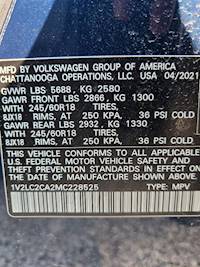 MFD BY VOLKSWAGEN GROUP OF AMERICA
CHATTANOOGA OPERATIONS, LLC. USA 04/2021
GVWR LBS 5688, KG 2580
GAWR FRONT LBS 2866, KG 1300
WITH 245/60R18 TIRES,
8JX18 RIMS, AT 250 KPA, 36 PSI COLD
GAWR REAR LBS 2932, KG 1330
WITH 245/60R18 TIRES,
8JX18 RIMS, AT 250 KPA, 36 PSI COLD
THIS VEHICLE CONFORMS TO ALL APPLICABLE
U.S. FEDERAL MOTOR VEHICLE SAFETY AND
THEFT PREVENTION STANDARDS IN EFFECT ON
THE DATE OF MANUFACTURE SHOWN ABOVE.
1V2LC2CA2MC228525 TYPE: MPV